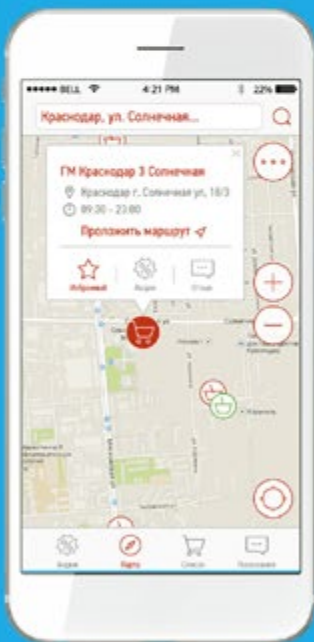 BELL 4:21 PM 22%
Краснодар, ул. Солнечная...
ГМ Краснодар 3 Солнечная
Краснодар г, Солнечная ул, 18/3
09:30 - 23:00
Проложить маршрут
Избранный Акции Отзыв
Акции Карта Список